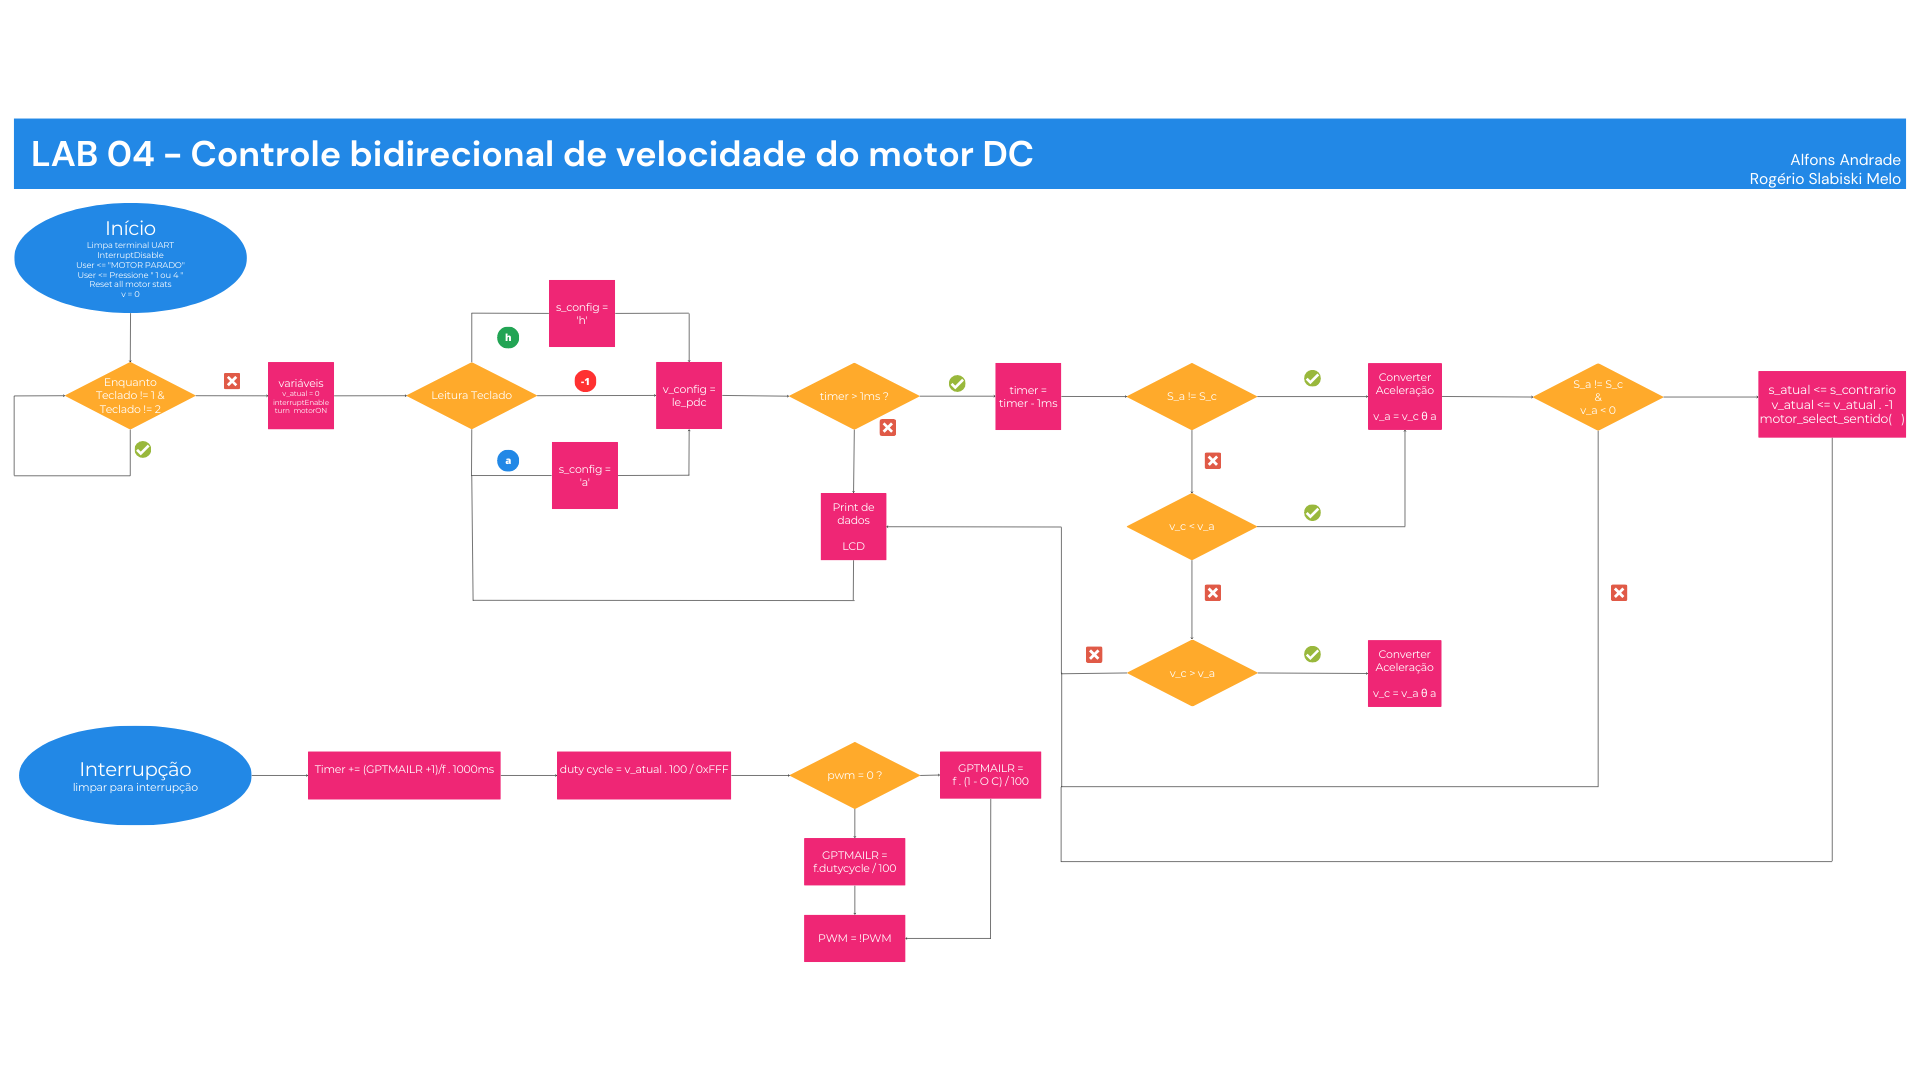 LAB 04 - Controle bidirecional de velocidade do motor DC
Alfons Andrade
Rogério Slabiski Melo
Início
Limpa terminal UART
InterruptDisable
User <= "MOTOR PARADO"
User <= Pressione " 1 ou 4 "
Reset all motor stats
v = 0
Enquanto
Teclado != 1 &
Teclado != 2
variáveis
v_atual = 0
interruptEnable
turn motorON
Leitura Teclado
h
s_config =
'h'
-1
a
s_config =
'a'
v_config =
le_pdc
timer > 1ms ?
Print de
dados
LCD
timer =
timer - 1ms
S_a != S_c
v_c < v_a
v_c > v_a
Converter
Aceleração
v_a = v_c θ a
Converter
Aceleração
v_c = v_a θ a
S_a != S_c
&
v_a < 0
s_atual <= s_contrario
v_atual <= v_atual . -1
motor_select_sentido( )
Interrupção
limpar para interrupção
Timer += (GPTMAILR +1)/f . 1000ms
duty cycle = v_atual . 100 / 0xFFF
pwm = 0 ?
GPTMAILR =
f . (1 - O C) / 100
GPTMAILR =
f.dutycycle / 100
PWM = !PWM